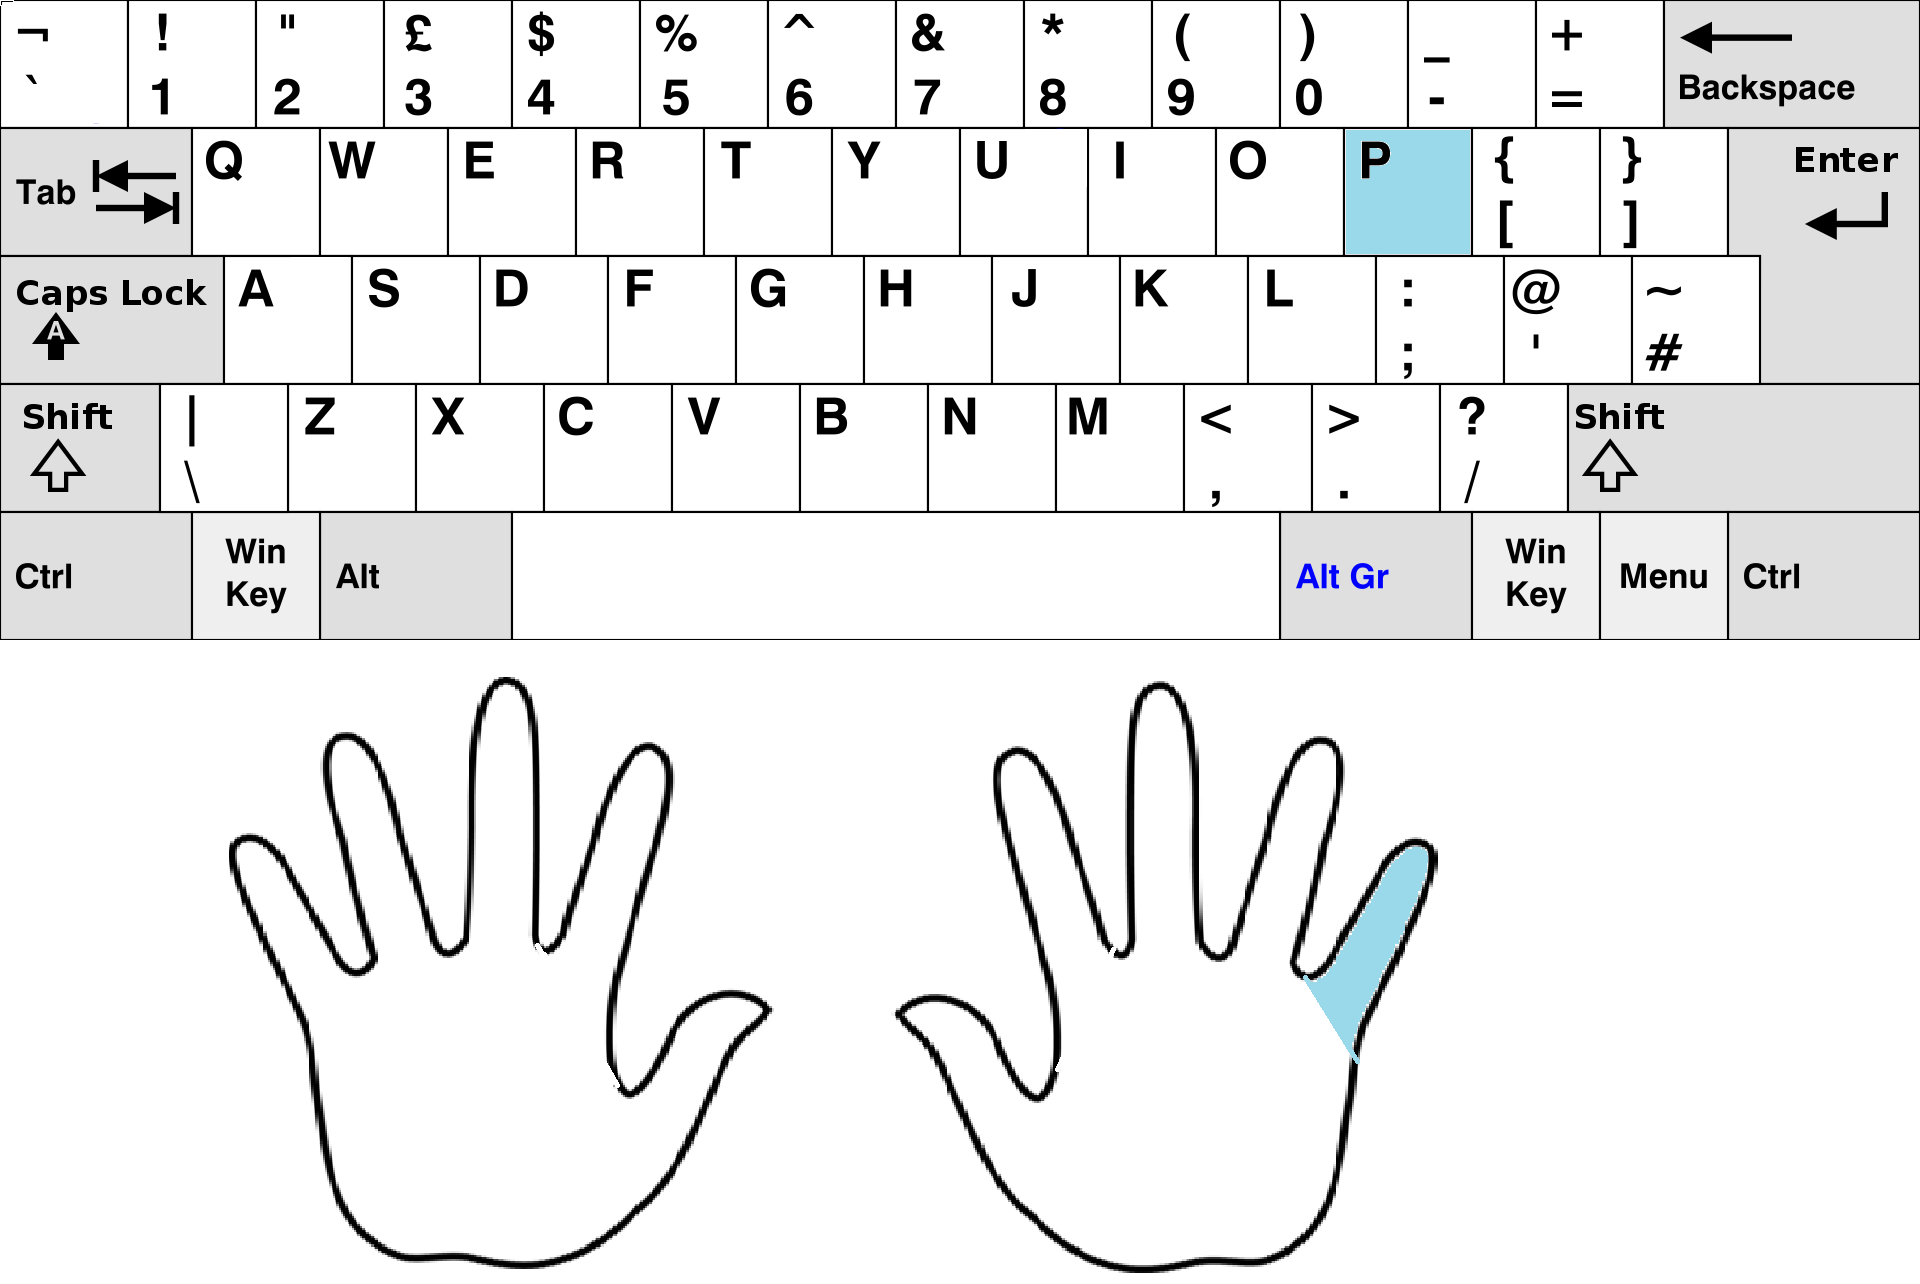 ¬ ! " £ $ % ^ & * ( ) _ +
` 1 2 3 4 5 6 7 8 9 0 - = Backspace
Tab Q W E R T Y U I O P { } Enter
[ ]
Caps Lock A S D F G H J K L : @ ~
A ; ' #
Shift | Z X C V B N M < > ? Shift
\ , . /
Ctrl Win Key Alt Alt Gr Win Key Menu Ctrl